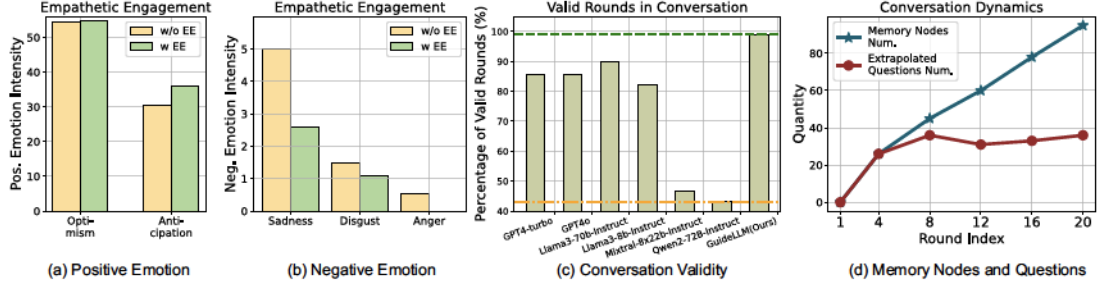 Empathetic Engagement
Pos. Emotion Intensity
50
40
30
20
10
0
w/o EE
w EE
Opti-
mism
Anti-
cipation
(a) Positive Emotion
Empathetic Engagement
Neg. Emotion Intensity
5
4
3
2
1
0
w/o EE
w EE
Sadness
Disgust
Anger
(b) Negative Emotion
Valid Rounds in Conversation
Percentage of Valid Rounds (%)
100
90
80
70
60
50
40
GPT4-turbo
GPT4o
Llama3-70b-Instruct
Llama3-8b-Instruct
Mixtral-8x22b-Instruct
Qwen2-72B-Instruct
GuideLLM(Ours)
(c) Conversation Validity
Conversation Dynamics
Quantity
80
60
40
20
0
Memory Nodes
Num.
Extrapolated
Questions Num.
1
4
8
12
16
20
Round Index
(d) Memory Nodes and Questions